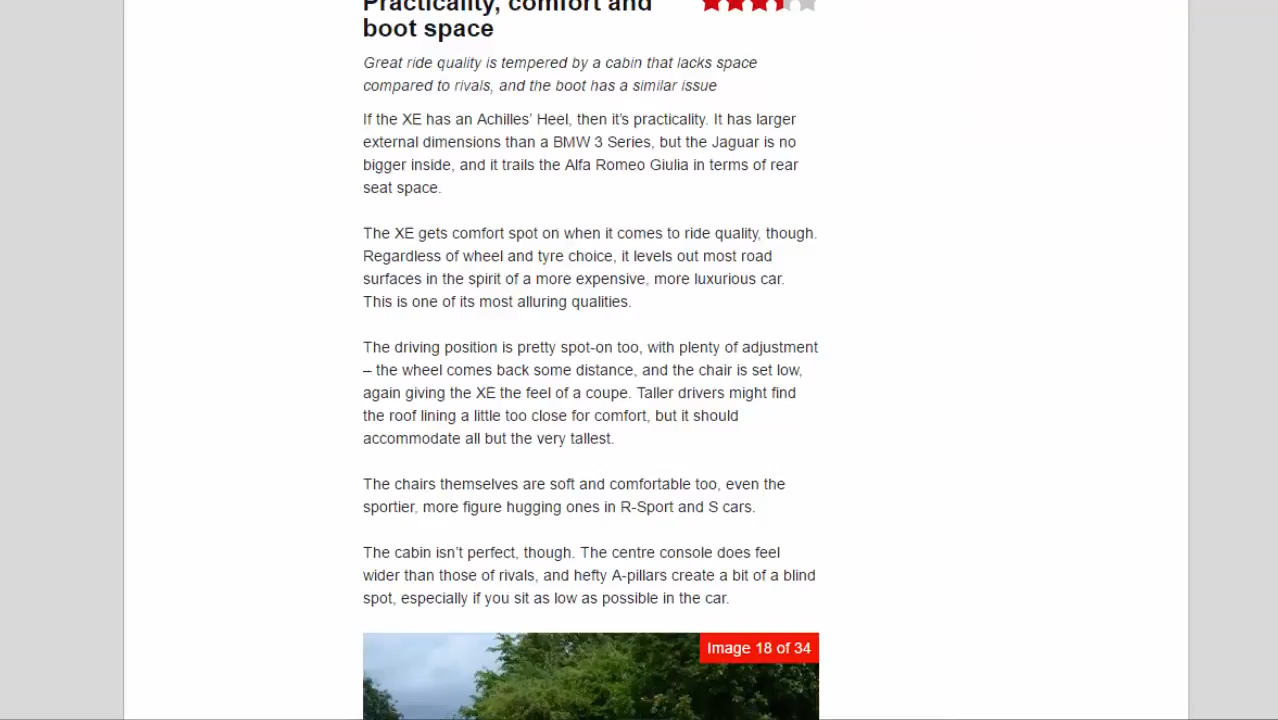 Practicality, comfort and
boot space
Great ride quality is tempered by a cabin that lacks space
compared to rivals, and the boot has a similar issue
If the XE has an Achilles’ Heel, then it’s practicality. It has larger
external dimensions than a BMW 3 Series, but the Jaguar is no
bigger inside, and it trails the Alfa Romeo Giulia in terms of rear
seat space.
The XE gets comfort spot on when it comes to ride quality, though.
Regardless of wheel and tyre choice, it levels out most road
surfaces in the spirit of a more expensive, more luxurious car.
This is one of its most alluring qualities.
The driving position is pretty spot-on too, with plenty of adjustment
– the wheel comes back some distance, and the chair is set low,
again giving the XE the feel of a coupe. Taller drivers might find
the roof lining a little too close for comfort, but it should
accommodate all but the very tallest.
The chairs themselves are soft and comfortable too, even the
sportier, more figure hugging ones in R-Sport and S cars.
The cabin isn’t perfect, though. The centre console does feel
wider than those of rivals, and hefty A-pillars create a bit of a blind
spot, especially if you sit as low as possible in the car.
Image 18 of 34